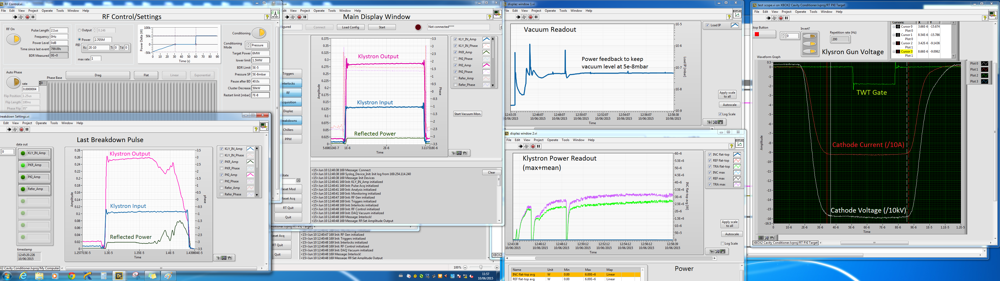 RF Control.vi
File Edit View Project Operate Tools Window Help
RF Control/Settings
RF On
Pulse Length 2.1us
Frequency 0Hz
Power Level 0dB
Time since last event 799.09s
BDR Measured 0E+0
Output 0.146
Power 2.705M
PID Kc 2E-10 Ti 0 Td 0
max rate 1
Power Delta (W)
100k
50k
0
-50k
0 10 20 30 40 50 60 70 80 90
Time (s)
Conditioning
Conditioning Mode Pressure
Target Power 6MW
lower limit 1.5MW
BDR Limit 5E-5
Pressure SP 5E-8mbar
Pause after BD 40.0s
Cluster Decrease 50kW
Restart limit [mbar] 7E-8
Auto Phase
rate
0.0000004
Phase Base
0
Drag Flat Linear Exponential
Flip Position 1.25us
Flip Length 180ns
Phase Flip 95°
Breakdown Settings.vi
Edit View Project Operate Tools Window Help
Last Breakdown Pulse
data out
0
KLY_IN_Amp
PKR_Amp
PKI_Amp
Refer_Amp
timestamp
12:45:20.226
10/06/2015
Klystron Output
Klystron Input
Reflected Power
Amplitude
phase
0.28
0.26
0.24
0.22
0.2
0.18
0.16
0.14
0.12
0.1
0.08
0.06
0.04
0.02
0
3.5
3
2.5
2
1.5
1
0.5
0
-0.5
-1
-1.5
-2
-2.5
-3
-3.5
1.257715E-5 1.3E-5 1.35E-5 1.4E-5 1.439804E-5
Time
KLY_IN_Amp
KLY_IN_Phase
PKR_Amp
PKR_Phase
PKI_Amp
PKI_Phase
Refer_Amp
Refer_Phase
X2 Cavity Conditioner.lvproj/My Computer
Edit View Project Operate Tools Window Help
Main Display Window
Connect Load Config Start Not connected****
Triggers
Interlocks
RF
Acquisition
Displaz
Breakdowns
Chillers
PPM
State
Reset Mod
Reset Acq
RT Quit
Quit
Klystron Output
Klystron Input
Reflected Power
Amplitude
Phase
0.375
0.35
0.325
0.3
0.275
0.25
0.225
0.2
0.175
0.15
0.125
0.1
0.075
0.05
0.025
0
3.5
3
2.5
2
1.5
1
0.5
0
-0.5
-1
-1.5
-2
-2.5
-3
-3.5
5.698324E-7 1E-6 2E-6 3.117318E-6
Time
KLY_IN_Amp
KLY_IN_Phase
PKR_Amp
PKI_Phase
PKI_Amp
PKI_Phase
Refer_Amp
Refer_Phase
Start Vacuum Mon.
<15>Jun 10 12:40:38 169 Message: Connect
<15>Jun 10 12:40:38 169 Syslog_Device_Init: Init log from 169.254.114.240
<15>Jun 10 12:40:38 169 Message: Init Devices
<15>Jun 10 12:40:41 169 Init: KLY_IN_Amp initialized
<15>Jun 10 12:40:41 169 Init: Pulse Acq initialized
<15>Jun 10 12:40:41 169 Init: Analysis initialized
<15>Jun 10 12:40:41 169 Init: Monitoring initialized
<15>Jun 10 12:40:47 169 Init: RF Gen initialized
<15>Jun 10 12:40:48 169 Init: Triggers initialized
<15>Jun 10 12:40:48 169 Init: Interlocks initialized
<15>Jun 10 12:40:48 169 Init: RF Control initialized
<15>Jun 10 12:40:48 169 Init: DAQ Vacuum initialized
<15>Jun 10 12:40:48 169 Message: Interlock!
<15>Jun 10 12:40:48 169 Message: RF:Set Amplitude Output
Clear
Reset Acq
RT Quit
Quit
<15>Jun 10 12:40:47 169 Init: RF Gen initialized
<15>Jun 10 12:40:48 169 Init: Triggers initialized
<15>Jun 10 12:40:48 169 Init: Interlocks initialized
<15>Jun 10 12:40:48 169 Init: RF Control initialized
<15>Jun 10 12:40:48 169 Init: DAQ Vacuum initialized
<15>Jun 10 12:40:48 169 Message: Interlock!
<15>Jun 10 12:40:48 169 Message: RF:Set Amplitude Output
100%
11:57
10/06/2015
displaz window 1.vi
File Edit View Project Operate Tools Window Help
Vacuum Readout
Power feedback to keep
vacuum level at 5e-8mbar
1E-5
1E-6
1E-7
1E-8
1E-9
Load IP [mbar]
12:43:35 12:46:07 12:48:07 12:50:07 12:52:07 12:54:07 12:56:07 12:58:38
10/06/2015 10/06/2015 10/06/2015 10/06/2015 10/06/2015 10/06/2015 10/06/2015 10/06/2015
Time
Load IP
Apply scale to all
Autoscale
Log Scale
displaz window 2.vi
File Edit View Project Operate Tools Window Help
Klystron Power Readout
(max+mean)
6E+6
5.5E+6
5E+6
4.5E+6
4E+6
3.5E+6
3E+6
2.5E+6
2E+6
1.5E+6
1E+6
5E+5
0
INC flat-top avg [W]
12:43:38 12:46:12 12:48:12 12:50:12 12:52:12 12:54:12 12:56:12 12:58:39
10/06/2015 10/06/2015 10/06/2015 10/06/2015 10/06/2015 10/06/2015 10/06/2015 10/06/2015
Time
INC flat-top
REF flat-top
TRA flat-top
INC max
REF max
TRA max
Apply scale to all
Autoscale
Log Scale
Name Unit Min Max Map
INC flat-top avg W 0.00 6.00E+6 Linear
REF flat-top avg W 0.00 6.00E+6 Linear
Power
test scope.vi on XBOX2 Cavity Conditioner.lvproj/RT PXI Target
File Edit View Project Operate Tools Window Help
Stop Button
0
Invert?
Repetition rate (Hz)
200
Klysron Gun Voltage
Cursors: X Y
Cursor 0 3.66E-6 -15.674
Plot 0
Cursor 1 8.54E-6 -15.786
Plot 0
Cursor 2 3.42E-6 -9.1436
Plot 1
Cursor 3 8.66E-6 -9.0062
Plot 1
Waveform Graph
Plot 0
Plot 1
Plot 2
Plot 3
TWT Gate
Cathode Current (/10A)
Cathode Voltage (/10kV)
Amplitude
0.5
0
-1
-2
-3
-4
-5
-6
-7
-8
-9
-10
-11
-12
-13
-14
-15
-16
-16.5
0 1E-6 2E-6 3E-6 4E-6 5E-6 6E-6 7E-6 8E-6 9E-6 1E-5 1.1E-5 1.2E-5
Time
XBOX2 Cavity Conditioner.lvproj/RT PXI Target